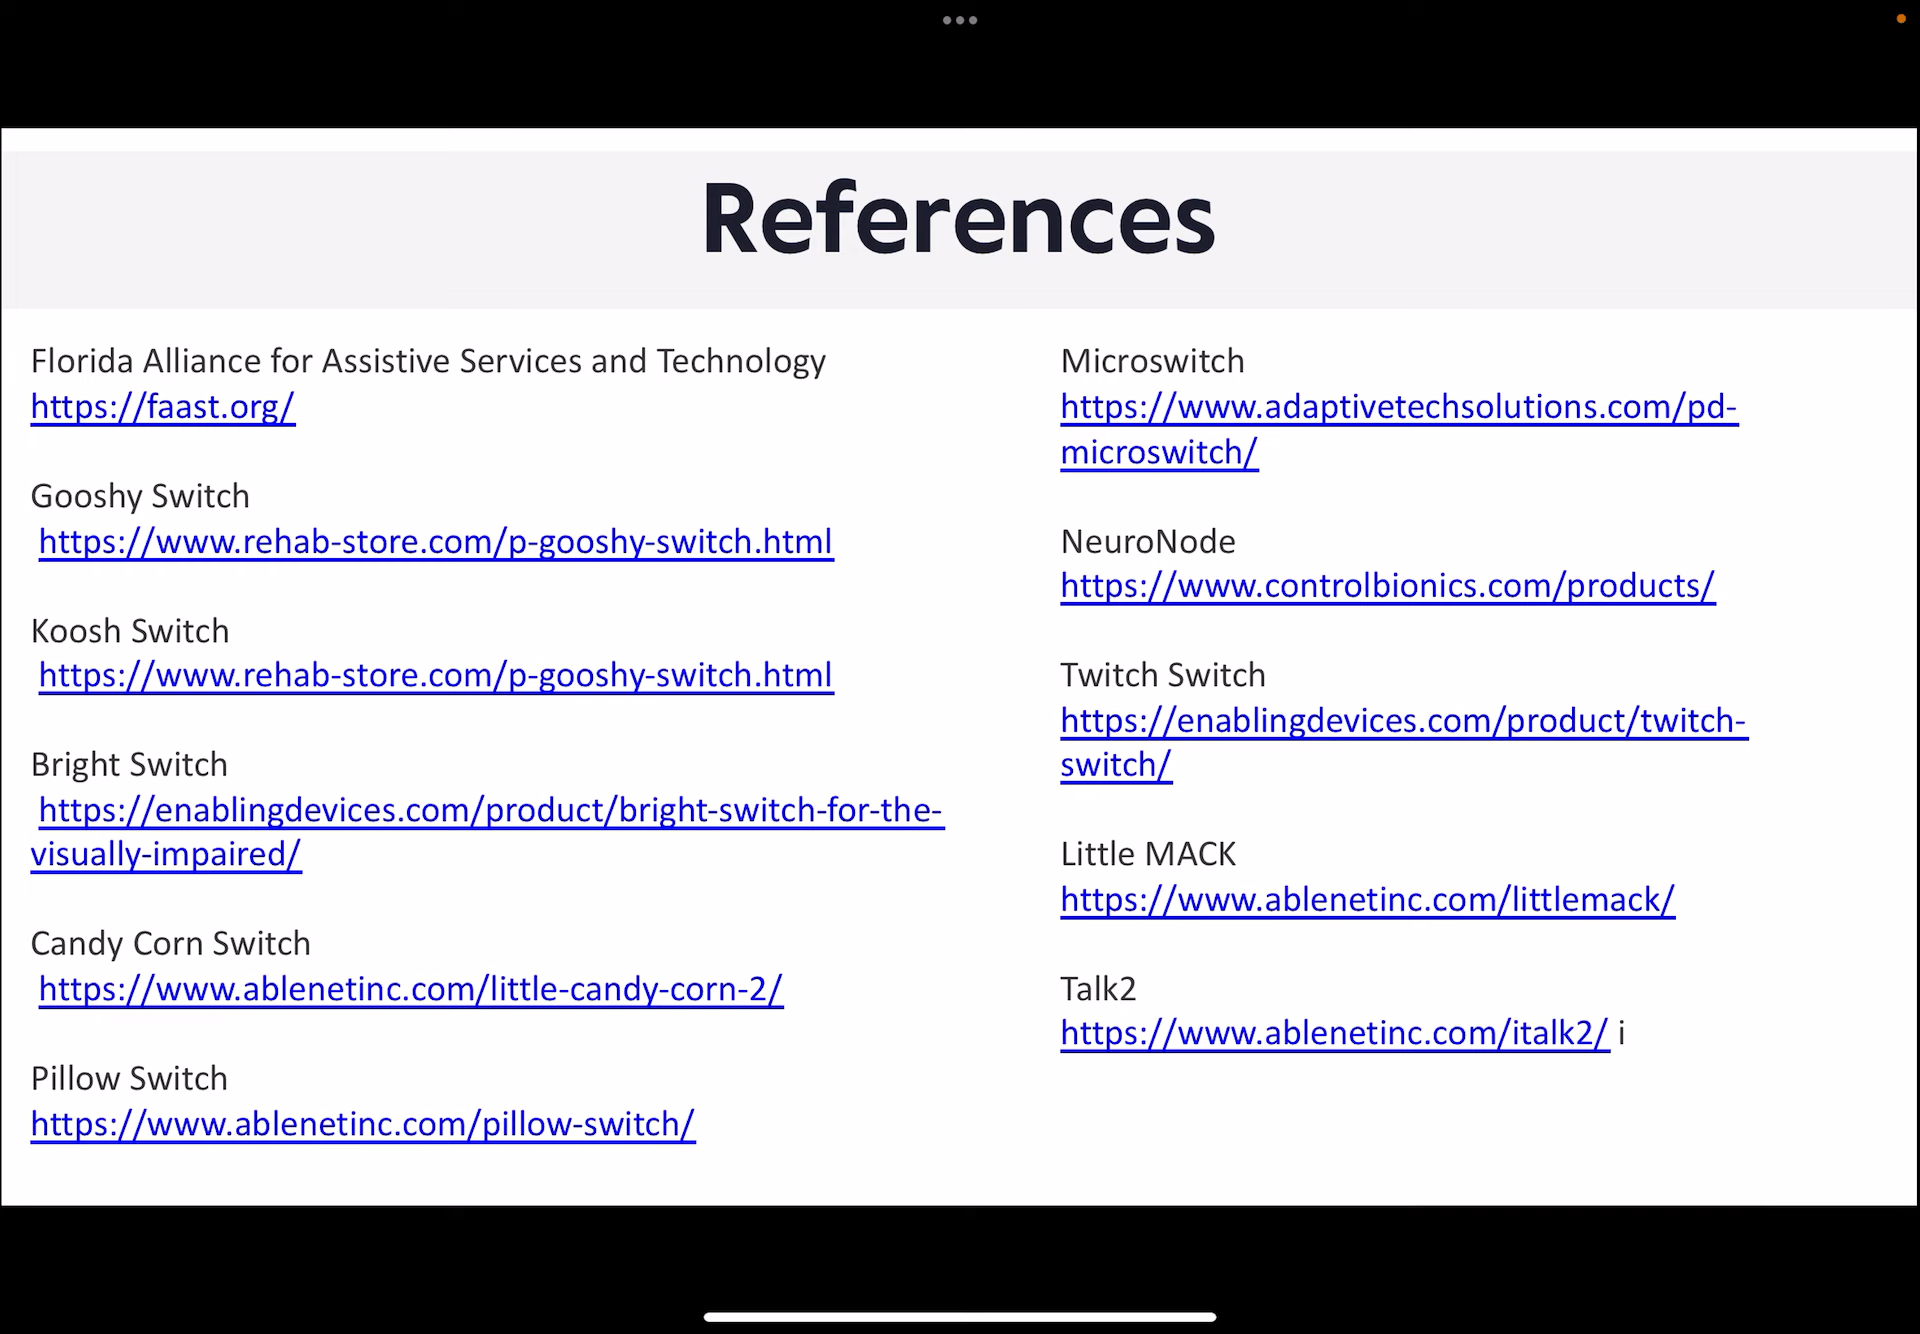 References
Florida Alliance for Assistive Services and Technology
https://faast.org/
Gooshy Switch
https://www.rehab-store.com/p-gooshy-switch.html
Koosh Switch
https://www.rehab-store.com/p-gooshy-switch.html
Bright Switch
https://enablingdevices.com/product/bright-switch-for-the-
visually-impaired/
Candy Corn Switch
https://www.ablenetinc.com/little-candy-corn-2/
Pillow Switch
https://www.ablenetinc.com/pillow-switch/
Microswitch
https://www.adaptivetechsolutions.com/pd-
microswitch/
NeuroNode
https://www.controlbionics.com/products/
Twitch Switch
https://enablingdevices.com/product/twitch-
switch/
Little MACK
https://www.ablenetinc.com/littlemack/
Talk2
https://www.ablenetinc.com/italk2/ i